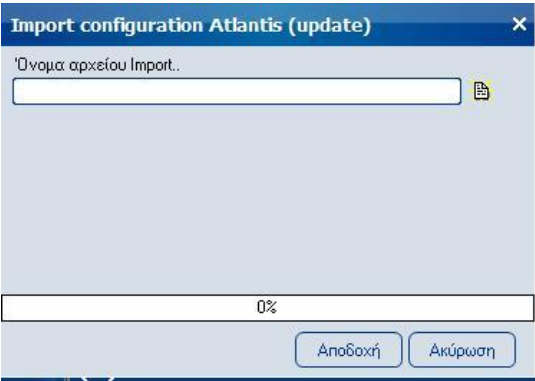 Import configuration Atlantis (update)
Όνομα αρχείου Import..
0%
Αποδοχή Ακύρωση